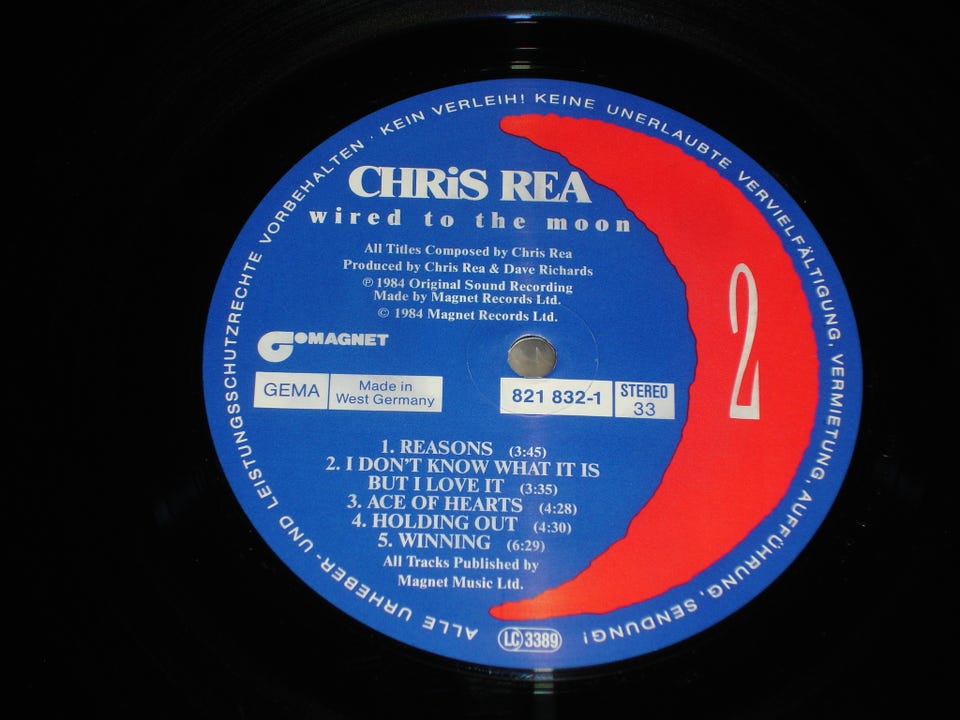 ALLE URHEBER- UND LEISTUNGSSCHUTZRECHTE VORBEHALTEN · KEIN VERLEIH! KEINE UNERLAUBTE VERVIELFÄLTIGUNG, VERMIETUNG, AUFFÜHRUNG, SENDUNG!
CHRiS REA
wired to the moon
All Titles Composed by Chris Rea
Produced by Chris Rea & Dave Richards
℗ 1984 Original Sound Recording
Made by Magnet Records Ltd.
© 1984 Magnet Records Ltd.
MAGNET
2
GEMA
Made in
West Germany
821 832-1
STEREO
33
1. REASONS (3:45)
2. I DON'T KNOW WHAT IT IS
BUT I LOVE IT (3:35)
3. ACE OF HEARTS (4:28)
4. HOLDING OUT (4:30)
5. WINNING (6:29)
All Tracks Published by
Magnet Music Ltd.
LC 3389